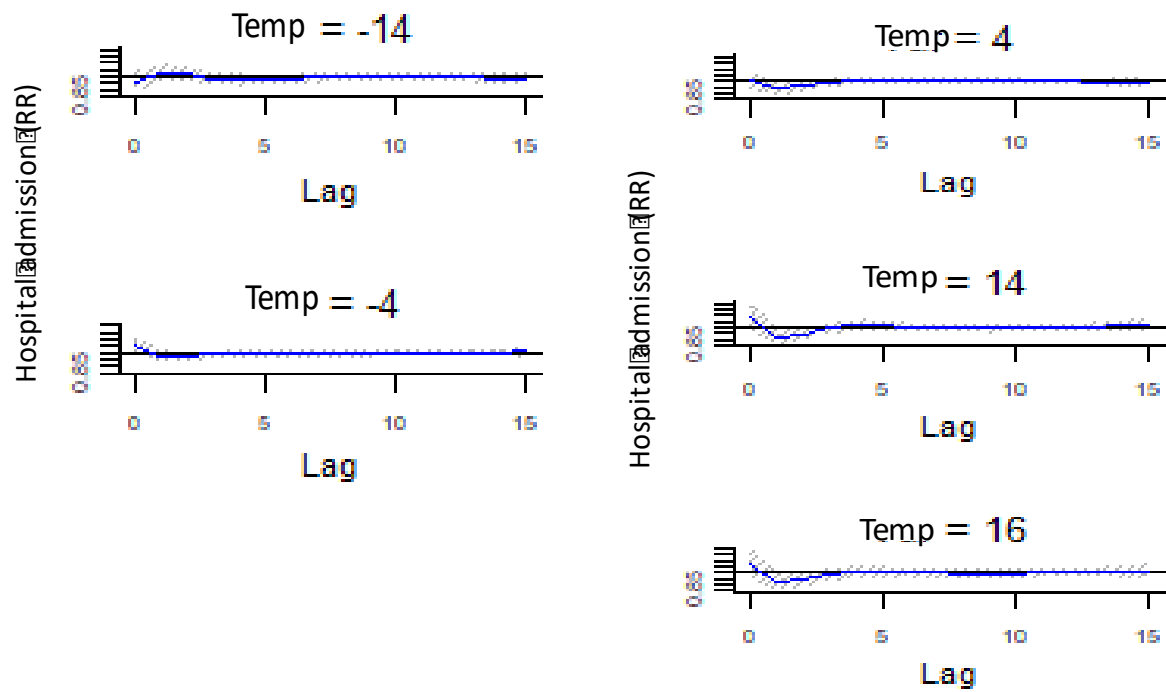 Temp = -14
0.85
0 5 10 15
Lag
Temp = -4
0.85
0 5 10 15
Lag
Hospital admission (RR)
Temp = 4
0.85
0 5 10 15
Lag
Temp = 14
0.85
0 5 10 15
Lag
Temp = 16
0.85
0 5 10 15
Lag
Hospital admission (RR)